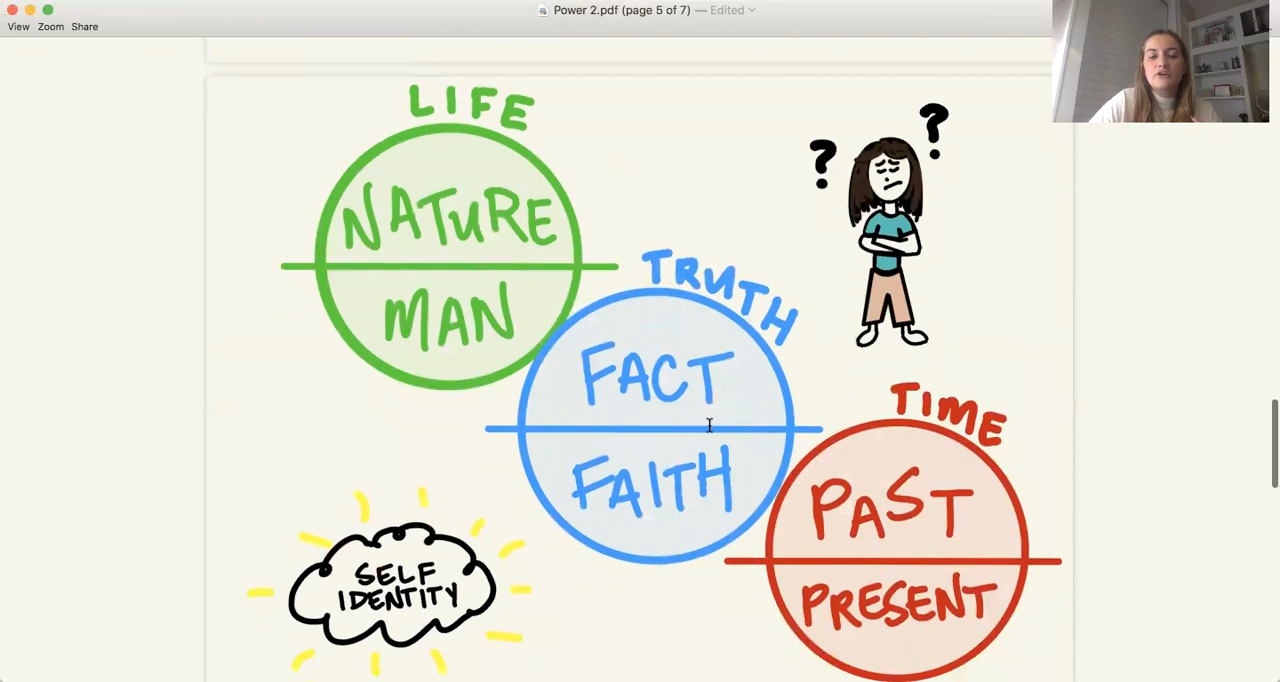 Power 2.pdf (page 5 of 7) — Edited
View Zoom Share
LIFE
NATURE
MAN
? ?
TRUTH
FACT
FAITH
TIME
PAST
PRESENT
SELF
IDENTITY